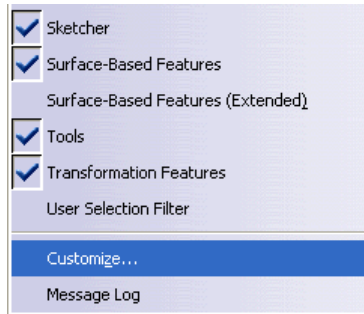 Sketcher
Surface-Based Features
Surface-Based Features (Extended)
Tools
Transformation Features
User Selection Filter
Customize...
Message Log